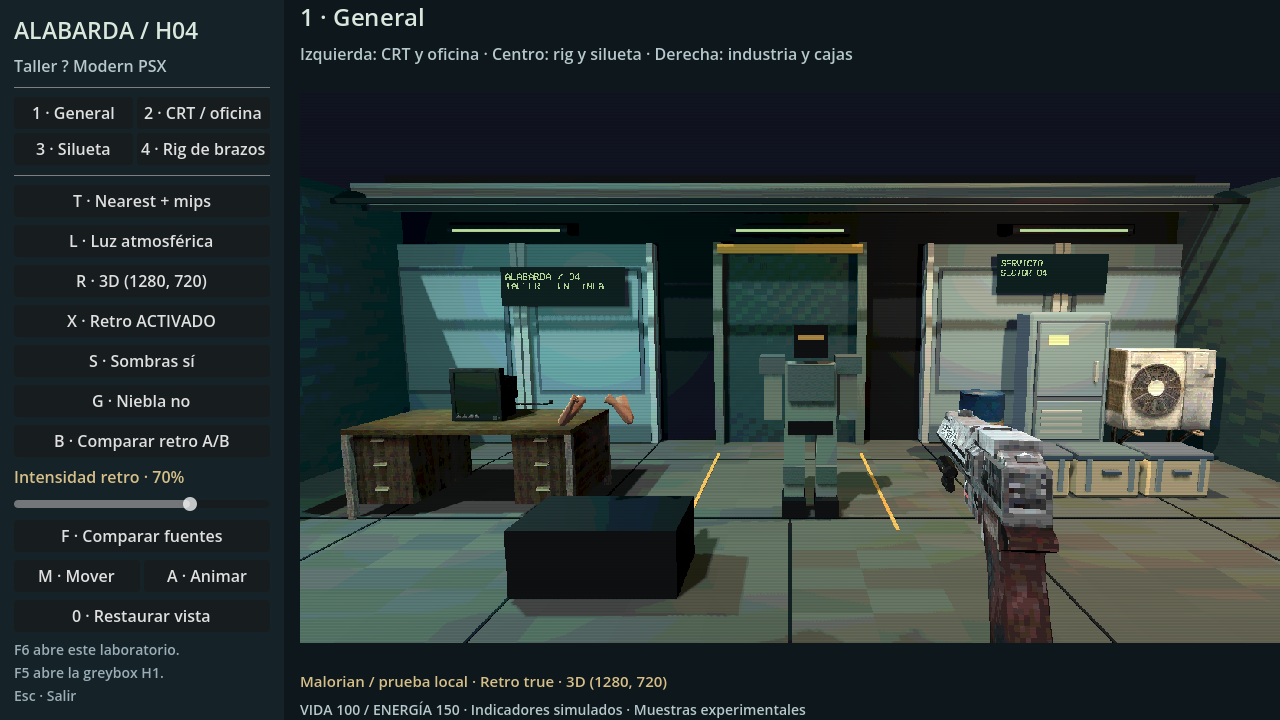 ALABARDA / H04
Taller ? Modern PSX
1 · General
2 · CRT / oficina
3 · Silueta
4 · Rig de brazos
T · Nearest + mips
L · Luz atmosférica
R · 3D (1280, 720)
X · Retro ACTIVADO
S · Sombras sí
G · Niebla no
B · Comparar retro A/B
Intensidad retro · 70%
F · Comparar fuentes
M · Mover
A · Animar
0 · Restaurar vista
F6 abre este laboratorio.
F5 abre la greybox H1.
Esc · Salir
1 · General
Izquierda: CRT y oficina · Centro: rig y silueta · Derecha: industria y cajas
ALABARDA / 04
SERVICIO
SECTOR 04
Malorian / prueba local · Retro true · 3D (1280, 720)
VIDA 100 / ENERGÍA 150 · Indicadores simulados · Muestras experimentales